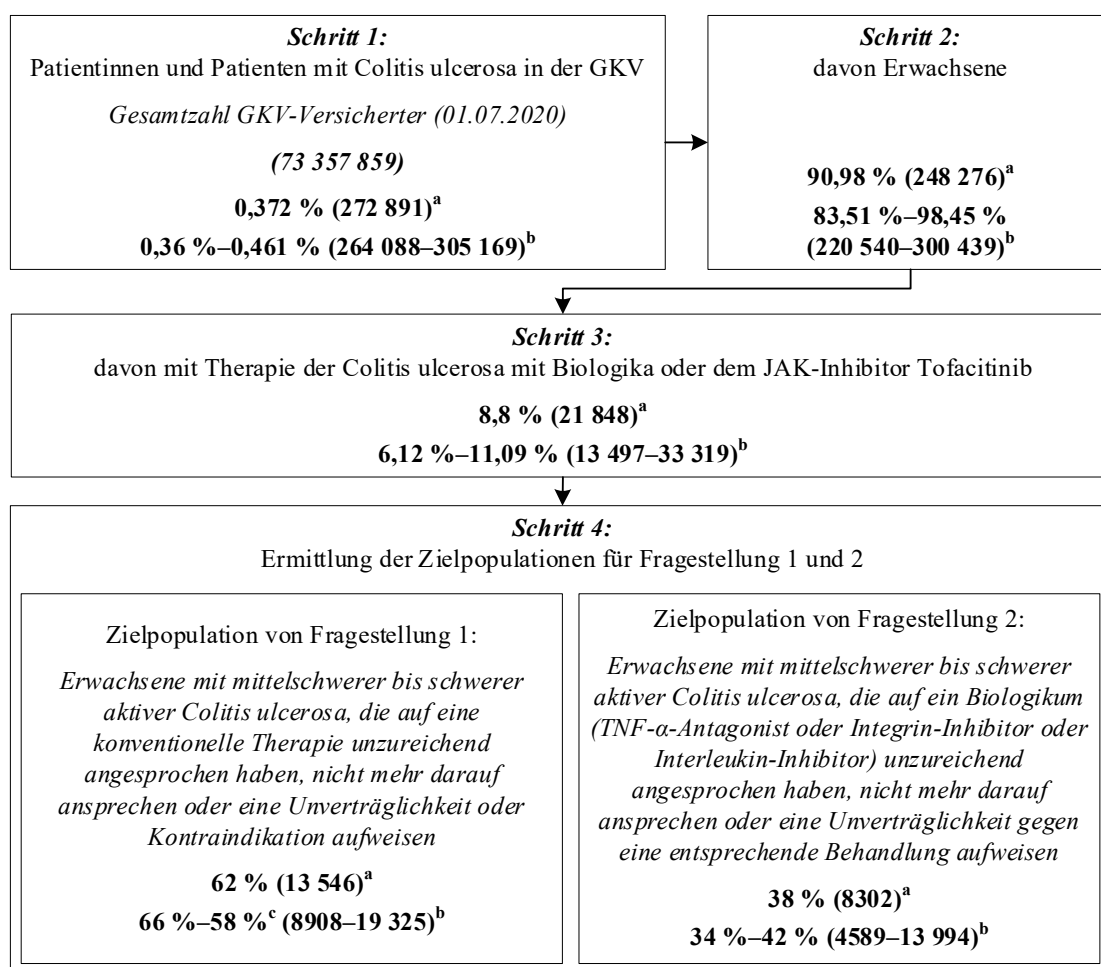 Schritt 1:
Patientinnen und Patienten mit Colitis ulcerosa in der GKV
Gesamtzahl GKV-Versicherter (01.07.2020)
(73 357 859)
0,372 % (272 891)a
0,36 %–0,461 % (264 088–305 169)b
Schritt 2:
davon Erwachsene
90,98 % (248 276)a
83,51 %–98,45 %
(220 540–300 439)b
Schritt 3:
davon mit Therapie der Colitis ulcerosa mit Biologika oder dem JAK-Inhibitor Tofacitinib
8,8 % (21 848)a
6,12 %–11,09 % (13 497–33 319)b
Schritt 4:
Ermittlung der Zielpopulationen für Fragestellung 1 und 2
Zielpopulation von Fragestellung 1:
Erwachsene mit mittelschwerer bis schwerer
aktiver Colitis ulcerosa, die auf eine
konventionelle Therapie unzureichend
angesprochen haben, nicht mehr darauf
ansprechen oder eine Unverträglichkeit oder
Kontraindikation aufweisen
62 % (13 546)a
66 %–58 %c (8908–19 325)b
Zielpopulation von Fragestellung 2:
Erwachsene mit mittelschwerer bis schwerer
aktiver Colitis ulcerosa, die auf ein Biologikum
(TNF-α-Antagonist oder Integrin-Inhibitor oder
Interleukin-Inhibitor) unzureichend
angesprochen haben, nicht mehr darauf
ansprechen oder eine Unverträglichkeit gegen
eine entsprechende Behandlung aufweisen
38 % (8302)a
34 %–42 % (4589–13 994)b